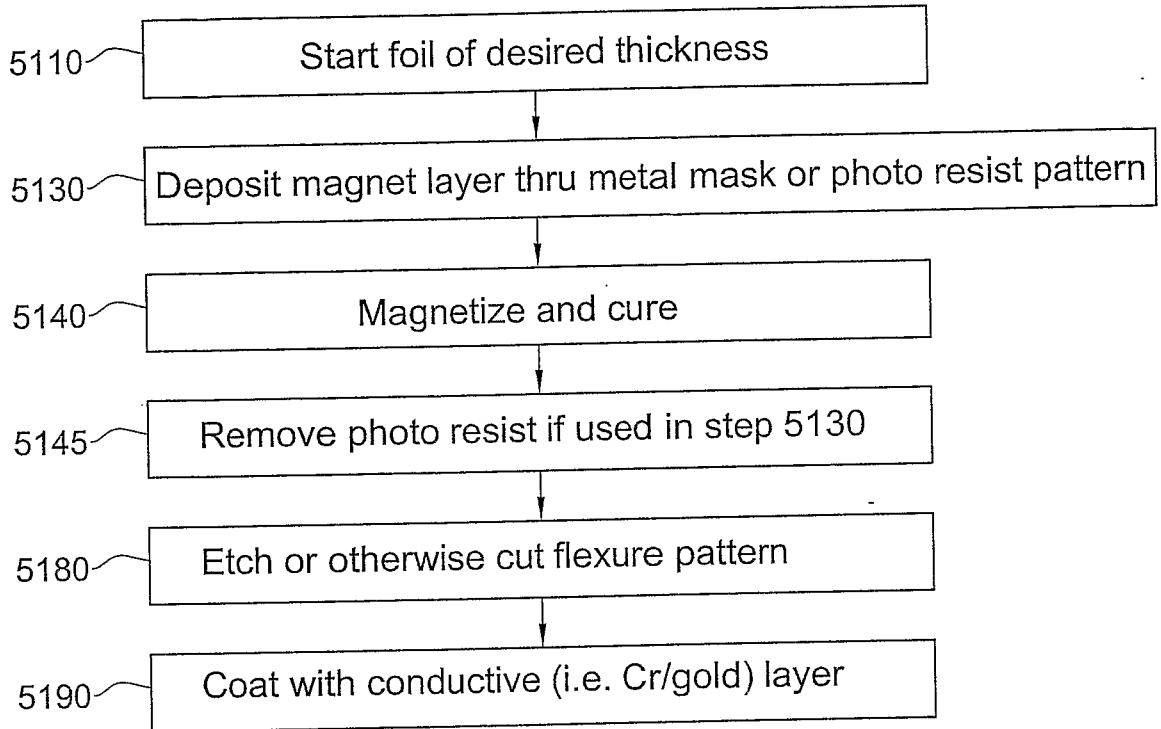 5110 Start foil of desired thickness
5130 Deposit magnet layer thru metal mask or photo resist pattern
5140 Magnetize and cure
5145 Remove photo resist if used in step 5130
5180 Etch or otherwise cut flexure pattern
5190 Coat with conductive (i.e. Cr/gold) layer